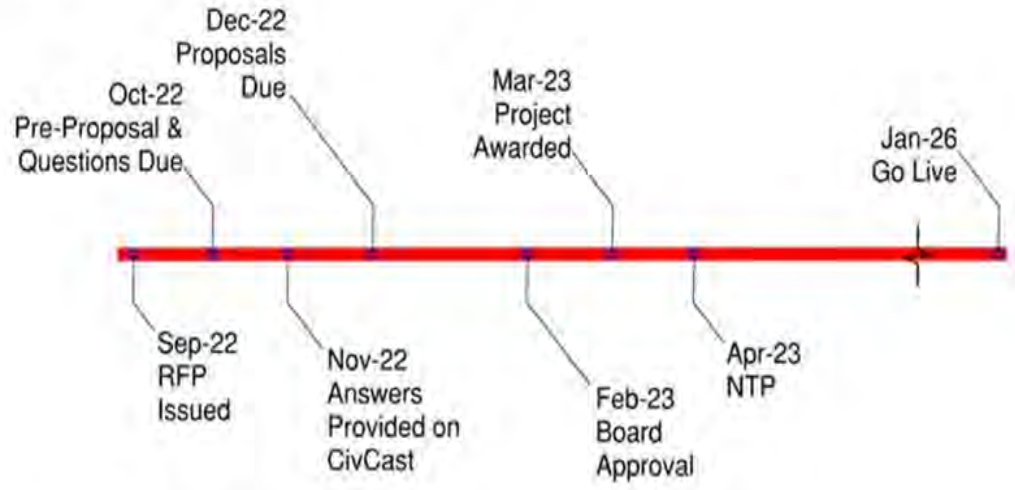 Sep-22
RFP
Issued
Oct-22
Pre-Proposal &
Questions Due
Nov-22
Answers
Provided on
CivCast
Dec-22
Proposals
Due
Feb-23
Board
Approval
Mar-23
Project
Awarded
Apr-23
NTP
Jan-26
Go Live